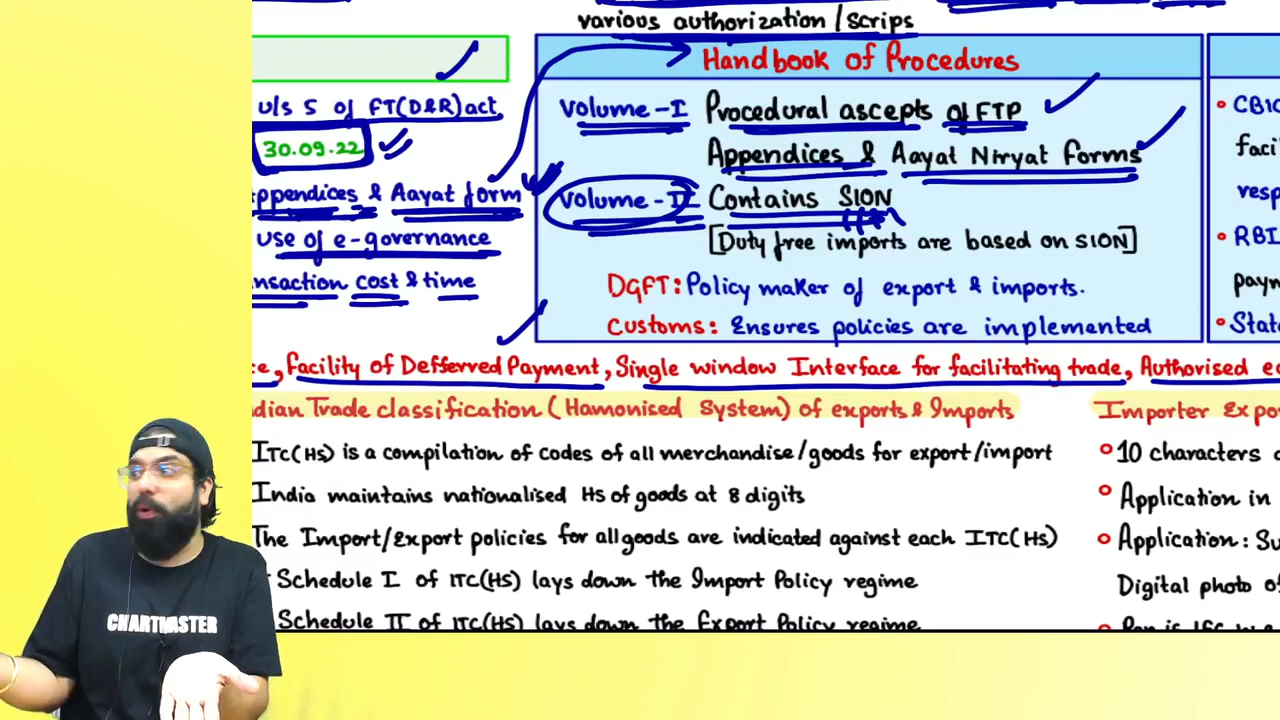 various authorization/scrips
Handbook of Procedures
u/s 5 of FT(D&R)act
30.09.22
Appendices & Aayat form
use of e-governance
nsaction cost & time
Volume-I Procedural ascepts of FTP
Appendices & Aayat Niryat Forms
Volume-II Contains SION
[Duty free imports are based on SION]
DGFT: Policy maker of export & imports.
Customs: Ensures policies are implemented
CBIC
faci
resp
RBI
paym
State
ce, Facility of Defferred Payment, Single window Interface for facilitating trade, Authorised ec
dian Trade classification (Hamonised System) of exports & Imports
ITC(HS) is a compilation of codes of all merchandise/goods for export/import
India maintains nationalised HS of goods at 8 digits
The Import/Export policies for all goods are indicated against each ITC(HS)
Schedule I of ITC(HS) lays down the Import Policy regime
Schedule II of ITC(HS) lays down the Export Policy regime
Importer Expo
10 characters
Application in
Application: Su
Digital photo of
CHARTMASTER